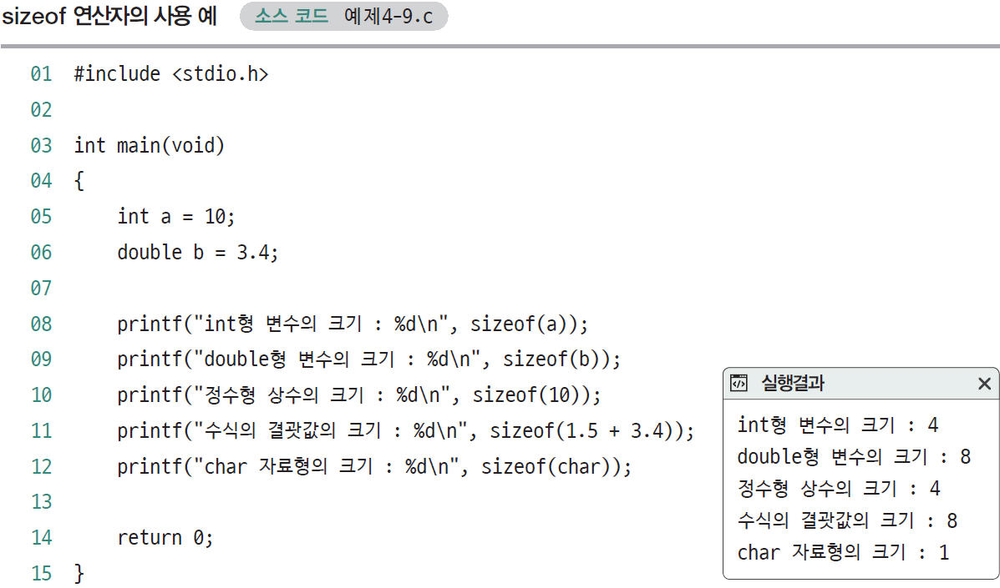 sizeof 연산자의 사용 예 소스 코드 예제4-9.c
01 #include <stdio.h>
02
03 int main(void)
04 {
05     int a = 10;
06     double b = 3.4;
07
08     printf("int형 변수의 크기 : %d\n", sizeof(a));
09     printf("double형 변수의 크기 : %d\n", sizeof(b));
10     printf("정수형 상수의 크기 : %d\n", sizeof(10));
11     printf("수식의 결괏값의 크기 : %d\n", sizeof(1.5 + 3.4));
12     printf("char 자료형의 크기 : %d\n", sizeof(char));
13
14     return 0;
15 }
실행결과
int형 변수의 크기 : 4
double형 변수의 크기 : 8
정수형 상수의 크기 : 4
수식의 결괏값의 크기 : 8
char 자료형의 크기 : 1